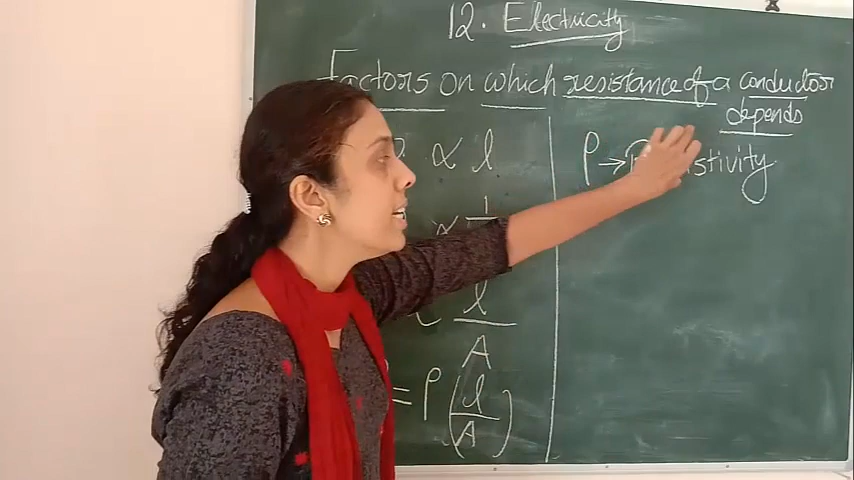 12. Electricity
Factors on which resistance of a conductor
depends
∝ l
∝ 1
l
A
= ρ(l/A)
ρ → Resistivity